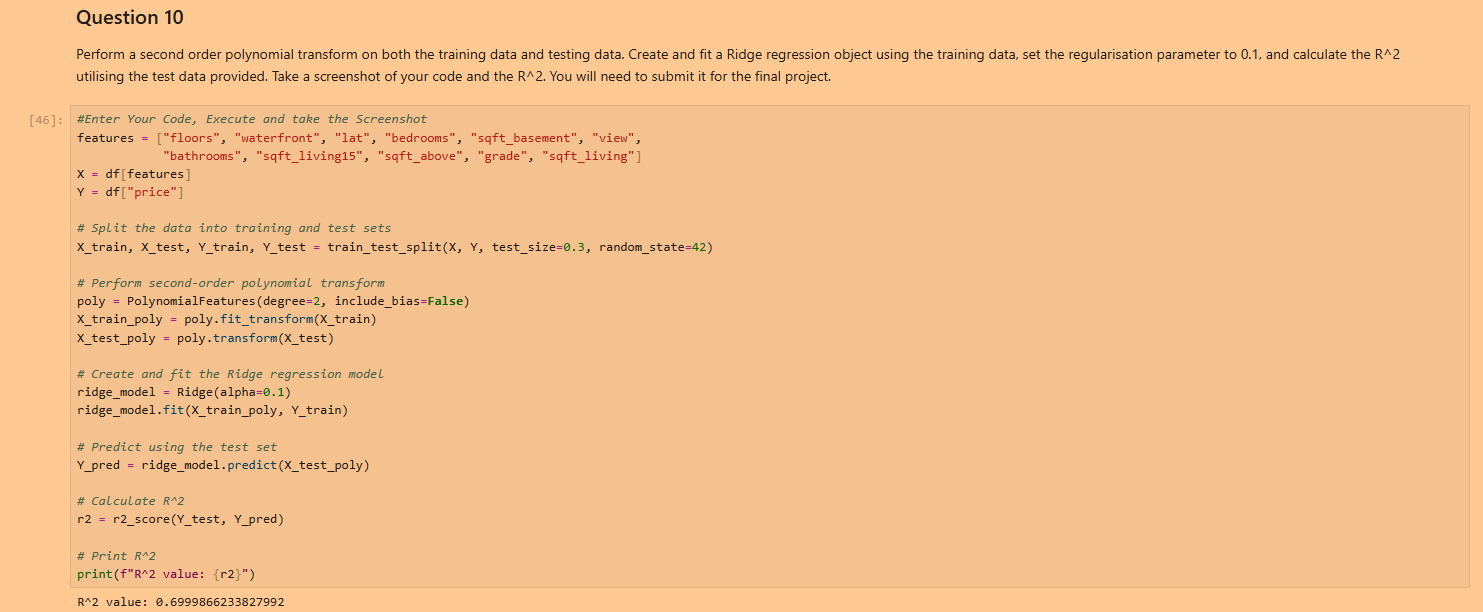 Question 10
Perform a second order polynomial transform on both the training data and testing data. Create and fit a Ridge regression object using the training data, set the regularisation parameter to 0.1, and calculate the R^2
utilising the test data provided. Take a screenshot of your code and the R^2. You will need to submit it for the final project.
[46]: #Enter Your Code, Execute and take the Screenshot
features = ["floors", "waterfront", "lat", "bedrooms", "sqft_basement", "view",
            "bathrooms", "sqft_living15", "sqft_above", "grade", "sqft_living"]
X = df[features]
Y = df["price"]
# Split the data into training and test sets
X_train, X_test, Y_train, Y_test = train_test_split(X, Y, test_size=0.3, random_state=42)
# Perform second-order polynomial transform
poly = PolynomialFeatures(degree=2, include_bias=False)
X_train_poly = poly.fit_transform(X_train)
X_test_poly = poly.transform(X_test)
# Create and fit the Ridge regression model
ridge_model = Ridge(alpha=0.1)
ridge_model.fit(X_train_poly, Y_train)
# Predict using the test set
Y_pred = ridge_model.predict(X_test_poly)
# Calculate R^2
r2 = r2_score(Y_test, Y_pred)
# Print R^2
print(f"R^2 value: {r2}")
R^2 value: 0.6999866233827992